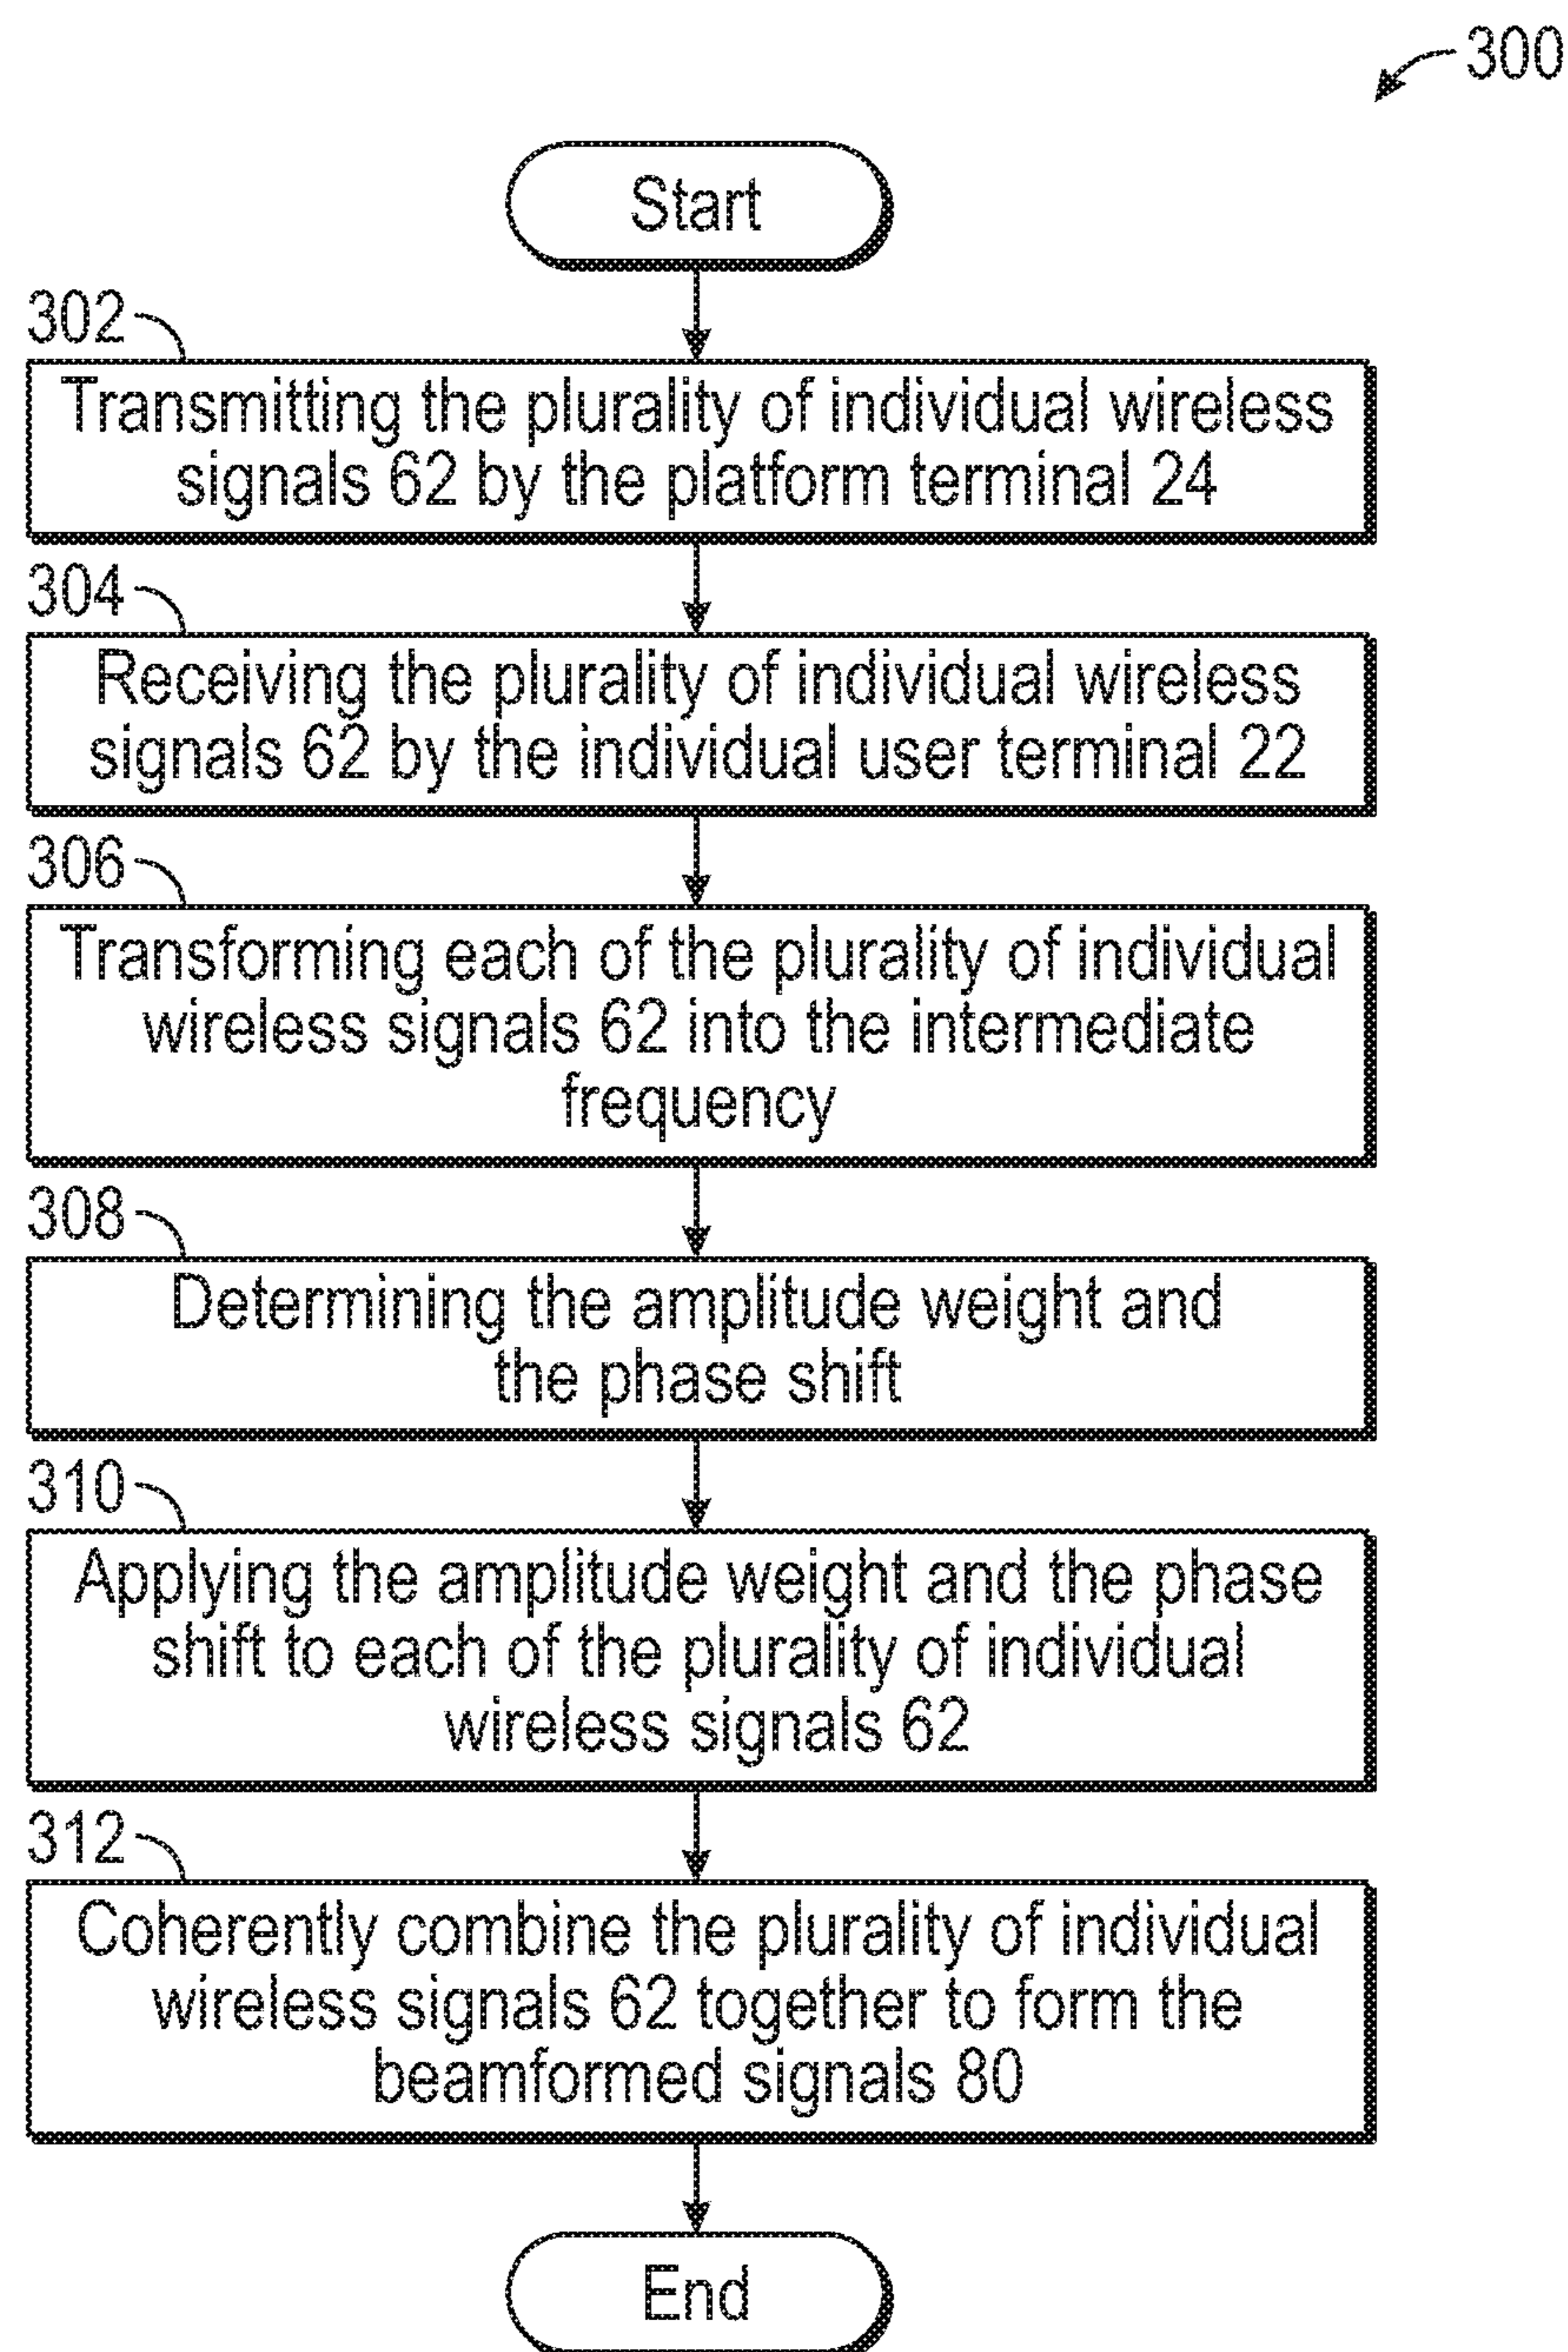 300
Start
302
Transmitting the plurality of individual wireless
signals 62 by the platform terminal 24
304
Receiving the plurality of individual wireless
signals 62 by the individual user terminal 22
306
Transforming each of the plurality of individual
wireless signals 62 into the intermediate
frequency
308
Determining the amplitude weight and
the phase shift
310
Applying the amplitude weight and the phase
shift to each of the plurality of individual
wireless signals 62
312
Coherently combine the plurality of individual
wireless signals 62 together to form the
beamformed signals 80
End